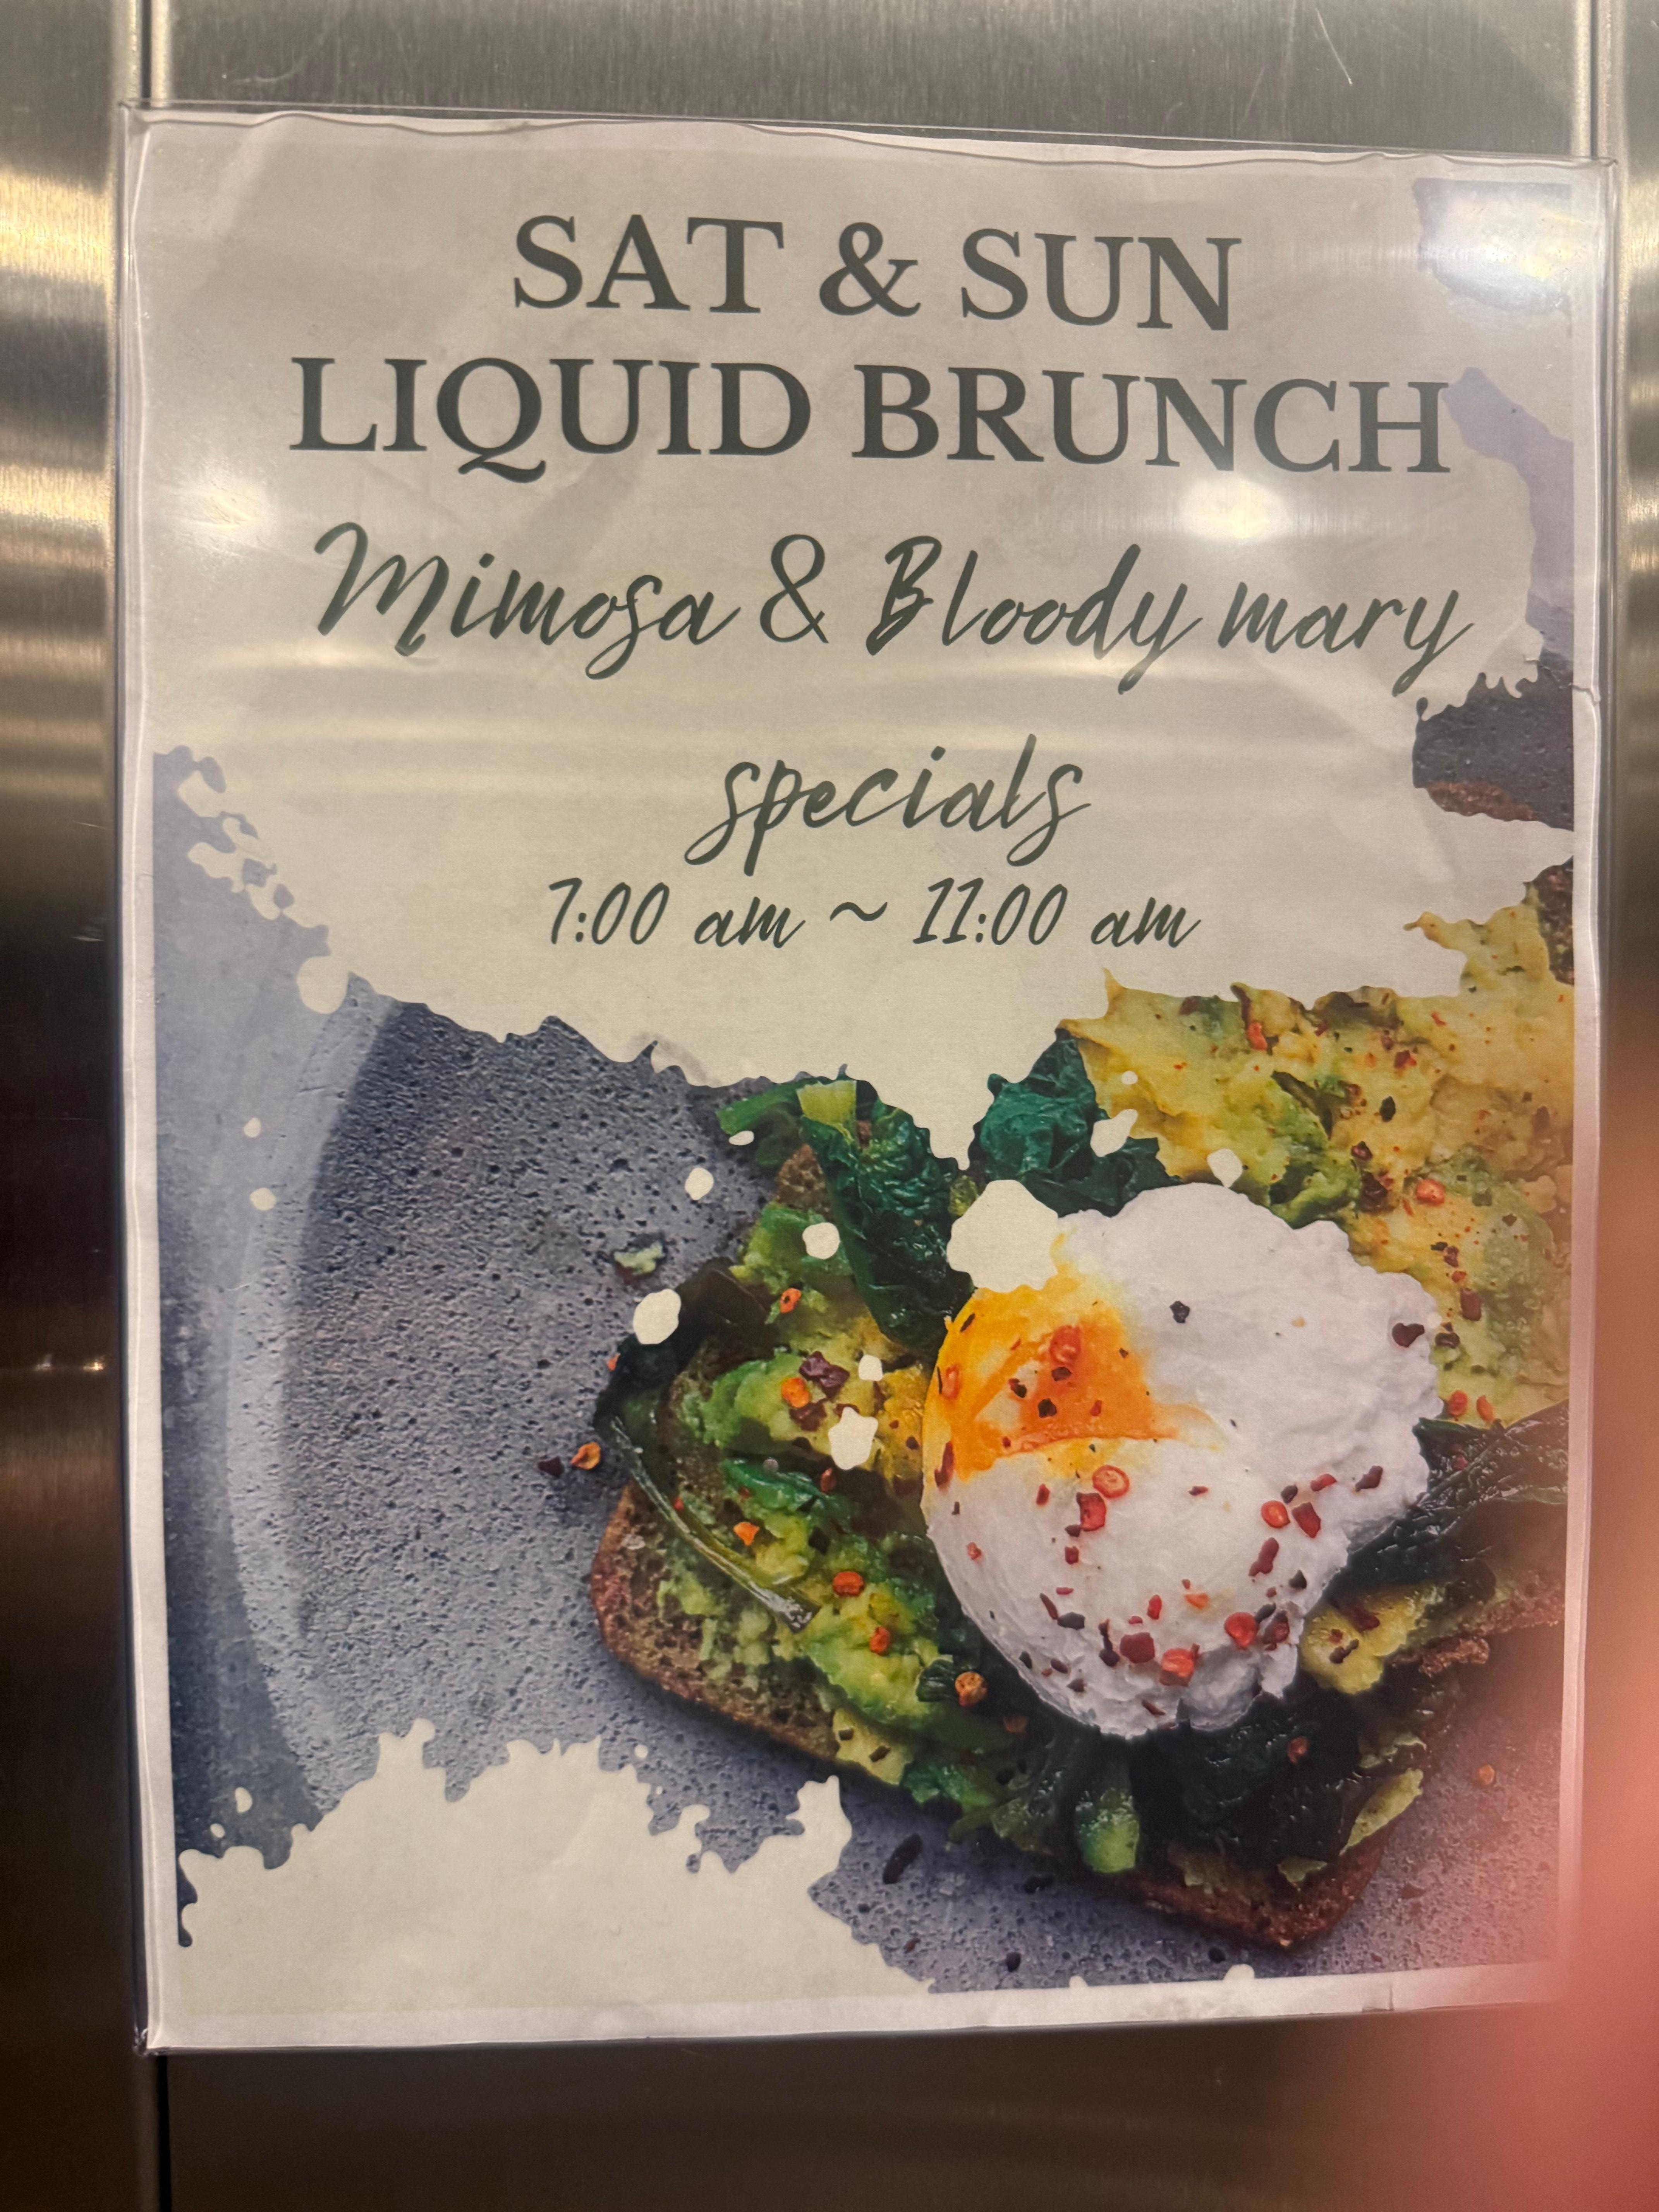 SAT & SUN
LIQUID BRUNCH
Mimosa & Bloody mary
specials
7:00 am ~ 11:00 am